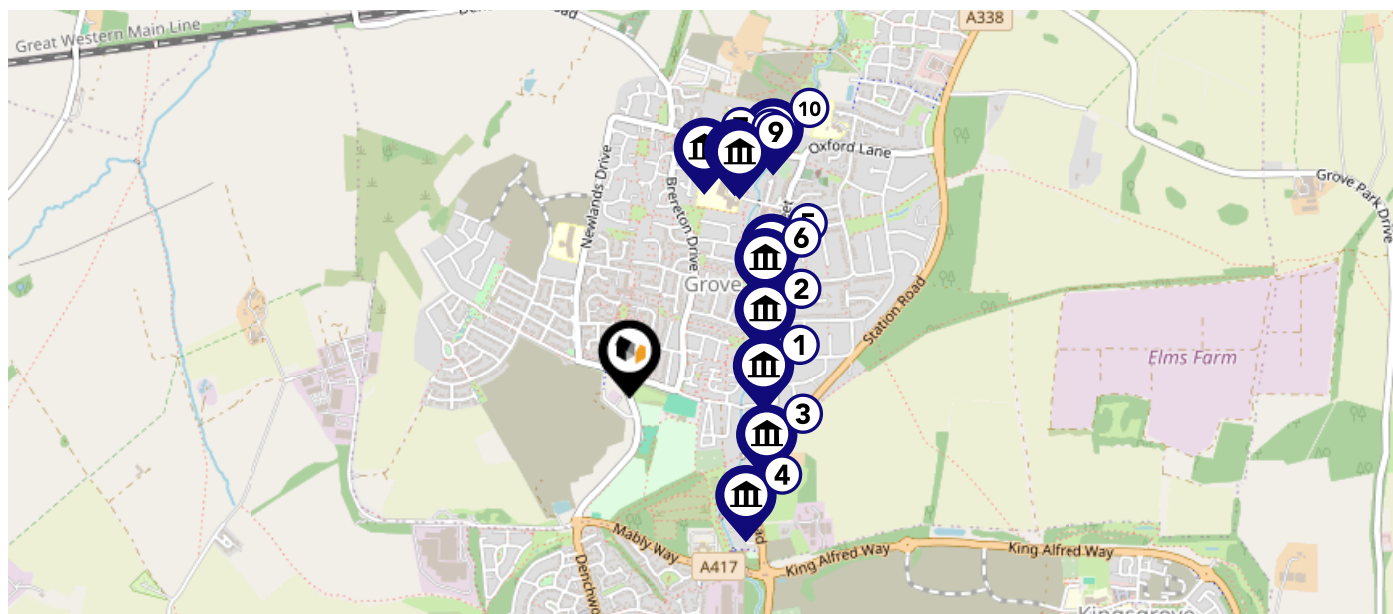 A338
Great Western Main Line
10
9
Oxford Lane
Grove Park Drive
Newlands Drive
Brereton Drive
5
6
Grove
2
Station Road
1
Elms Farm
3
4
Mably Way
A417
King Alfred Way
King Alfred Way
Kingsgrove